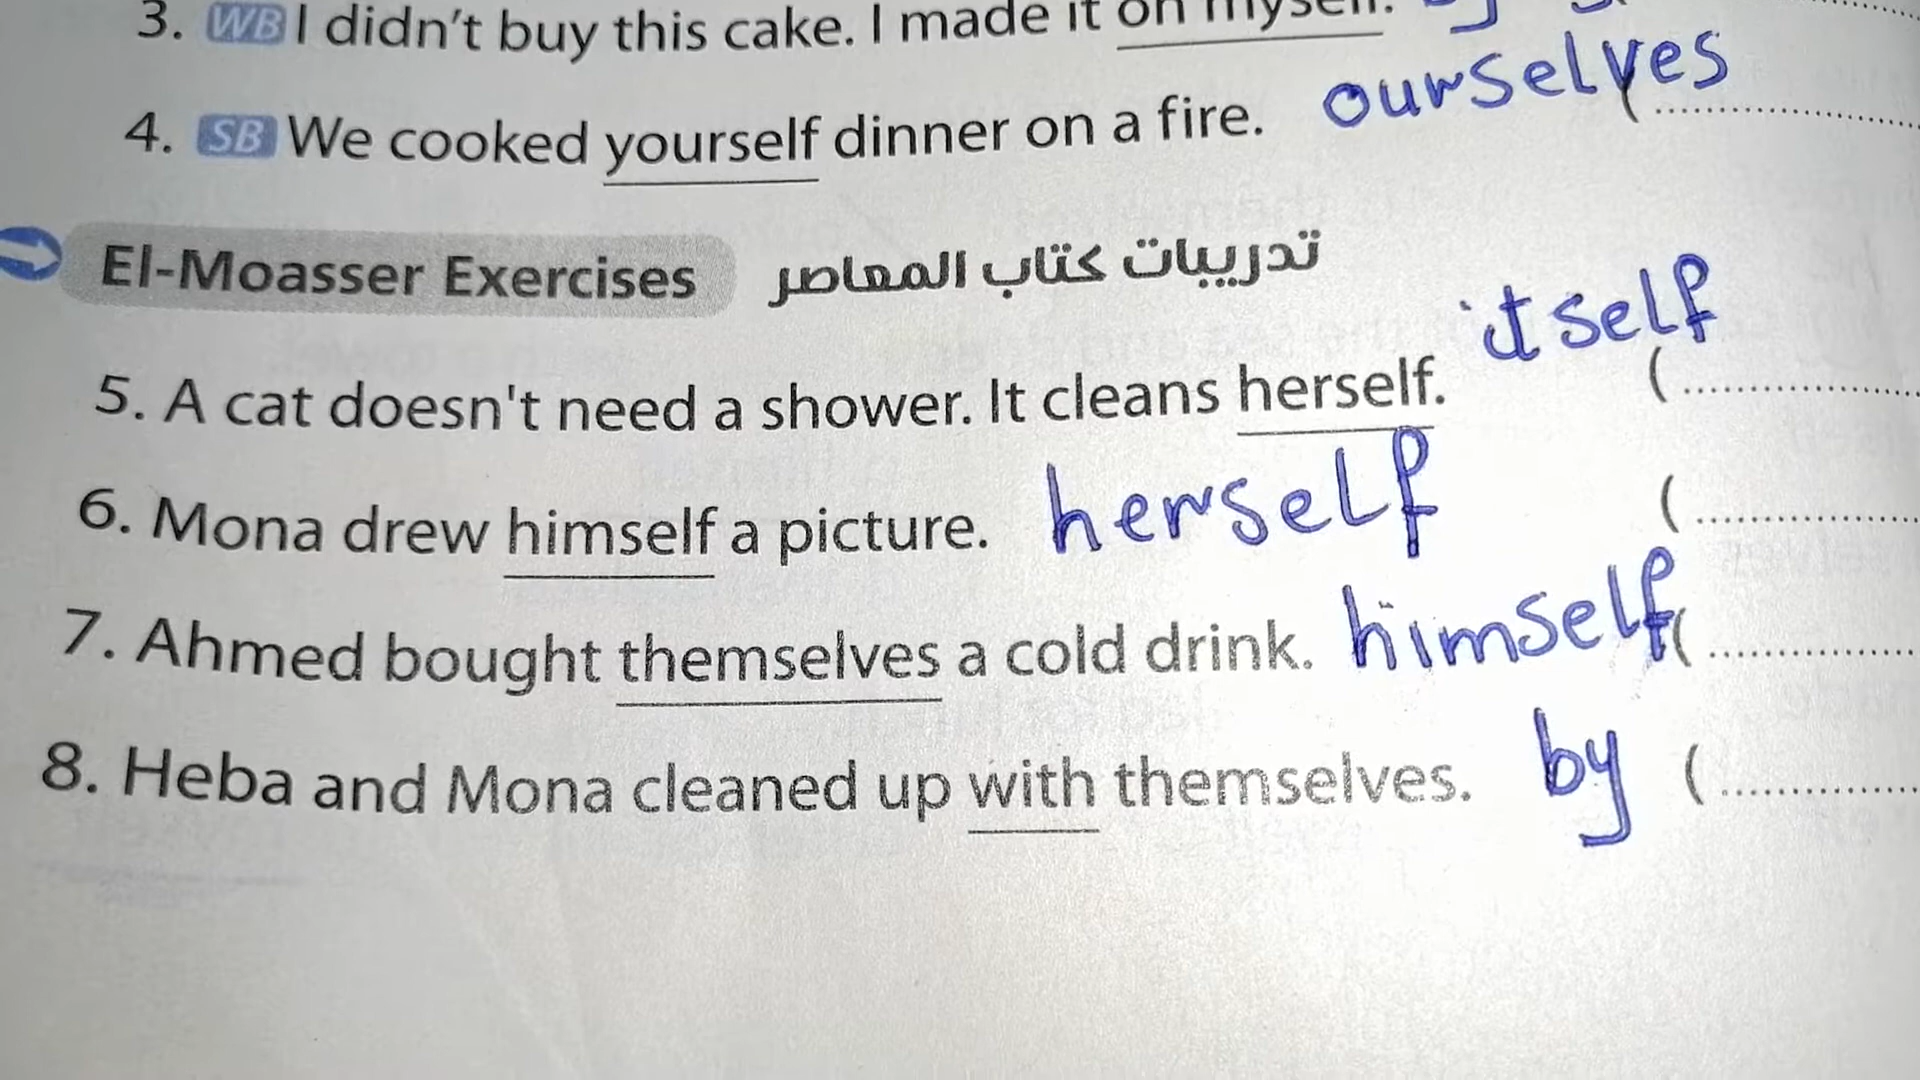 3. WB I didn't buy this cake. I made it on myself.
ourselves
4. SB We cooked yourself dinner on a fire. (....................
El-Moasser Exercises تدريبات كتاب المعاصر
itself
5. A cat doesn't need a shower. It cleans herself. (....................
6. Mona drew himself a picture. herself (....................
7. Ahmed bought themselves a cold drink. himself (....................
8. Heba and Mona cleaned up with themselves. by (....................